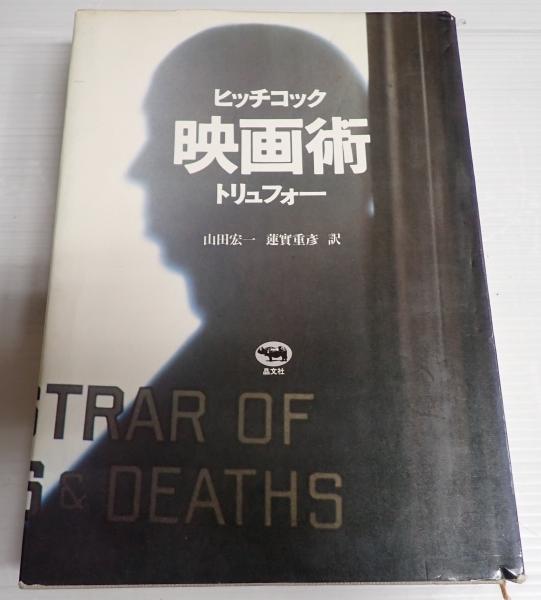 ヒッチコック
映画術
トリュフォー
山田宏一 蓮實重彦 訳
晶文社
STRAR OF
S & DEATHS